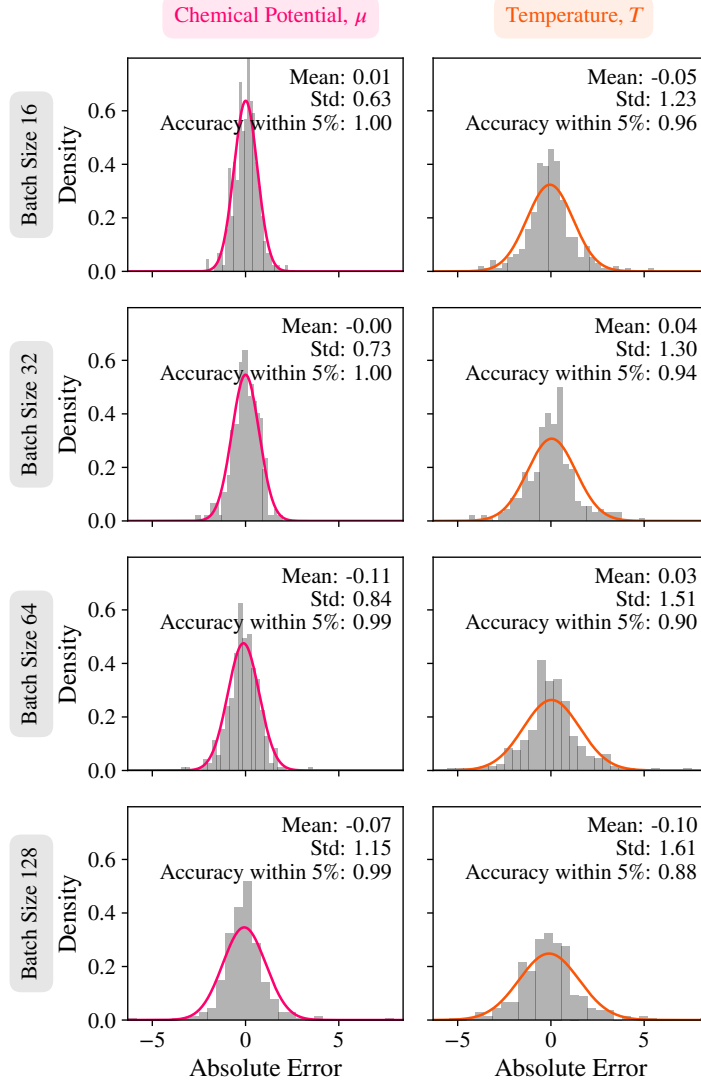 Chemical Potential, μ
Temperature, T
Batch Size 16
Density
0.6
0.4
0.2
0.0
Mean: 0.01
Std: 0.63
Accuracy within 5%: 1.00
Mean: -0.05
Std: 1.23
Accuracy within 5%: 0.96
Batch Size 32
Density
0.6
0.4
0.2
0.0
Mean: -0.00
Std: 0.73
Accuracy within 5%: 1.00
Mean: 0.04
Std: 1.30
Accuracy within 5%: 0.94
Batch Size 64
Density
0.6
0.4
0.2
0.0
Mean: -0.11
Std: 0.84
Accuracy within 5%: 0.99
Mean: 0.03
Std: 1.51
Accuracy within 5%: 0.90
Batch Size 128
Density
0.6
0.4
0.2
0.0
Mean: -0.07
Std: 1.15
Accuracy within 5%: 0.99
Mean: -0.10
Std: 1.61
Accuracy within 5%: 0.88
−5 0 5
−5 0 5
Absolute Error
Absolute Error